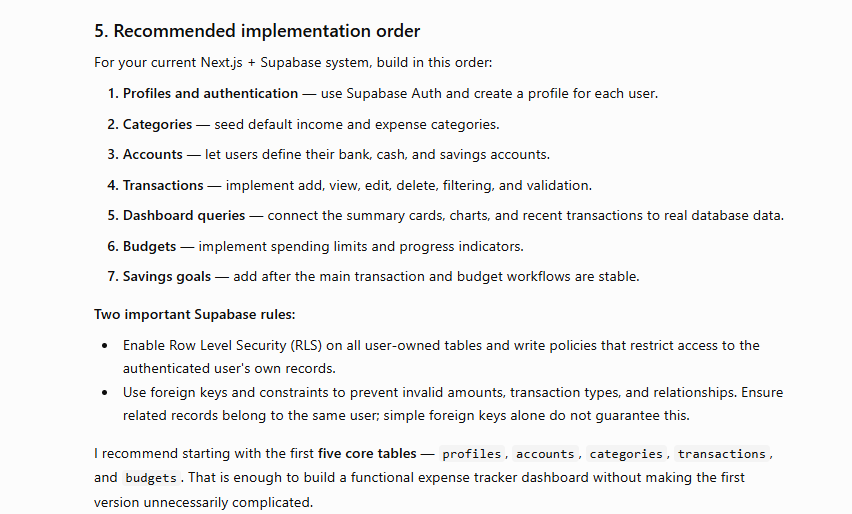 5. Recommended implementation order
For your current Next.js + Supabase system, build in this order:
1. Profiles and authentication — use Supabase Auth and create a profile for each user.
2. Categories — seed default income and expense categories.
3. Accounts — let users define their bank, cash, and savings accounts.
4. Transactions — implement add, view, edit, delete, filtering, and validation.
5. Dashboard queries — connect the summary cards, charts, and recent transactions to real database data.
6. Budgets — implement spending limits and progress indicators.
7. Savings goals — add after the main transaction and budget workflows are stable.
Two important Supabase rules:
• Enable Row Level Security (RLS) on all user-owned tables and write policies that restrict access to the
authenticated user's own records.
• Use foreign keys and constraints to prevent invalid amounts, transaction types, and relationships. Ensure
related records belong to the same user; simple foreign keys alone do not guarantee this.
I recommend starting with the first five core tables — profiles, accounts, categories, transactions,
and budgets. That is enough to build a functional expense tracker dashboard without making the first
version unnecessarily complicated.